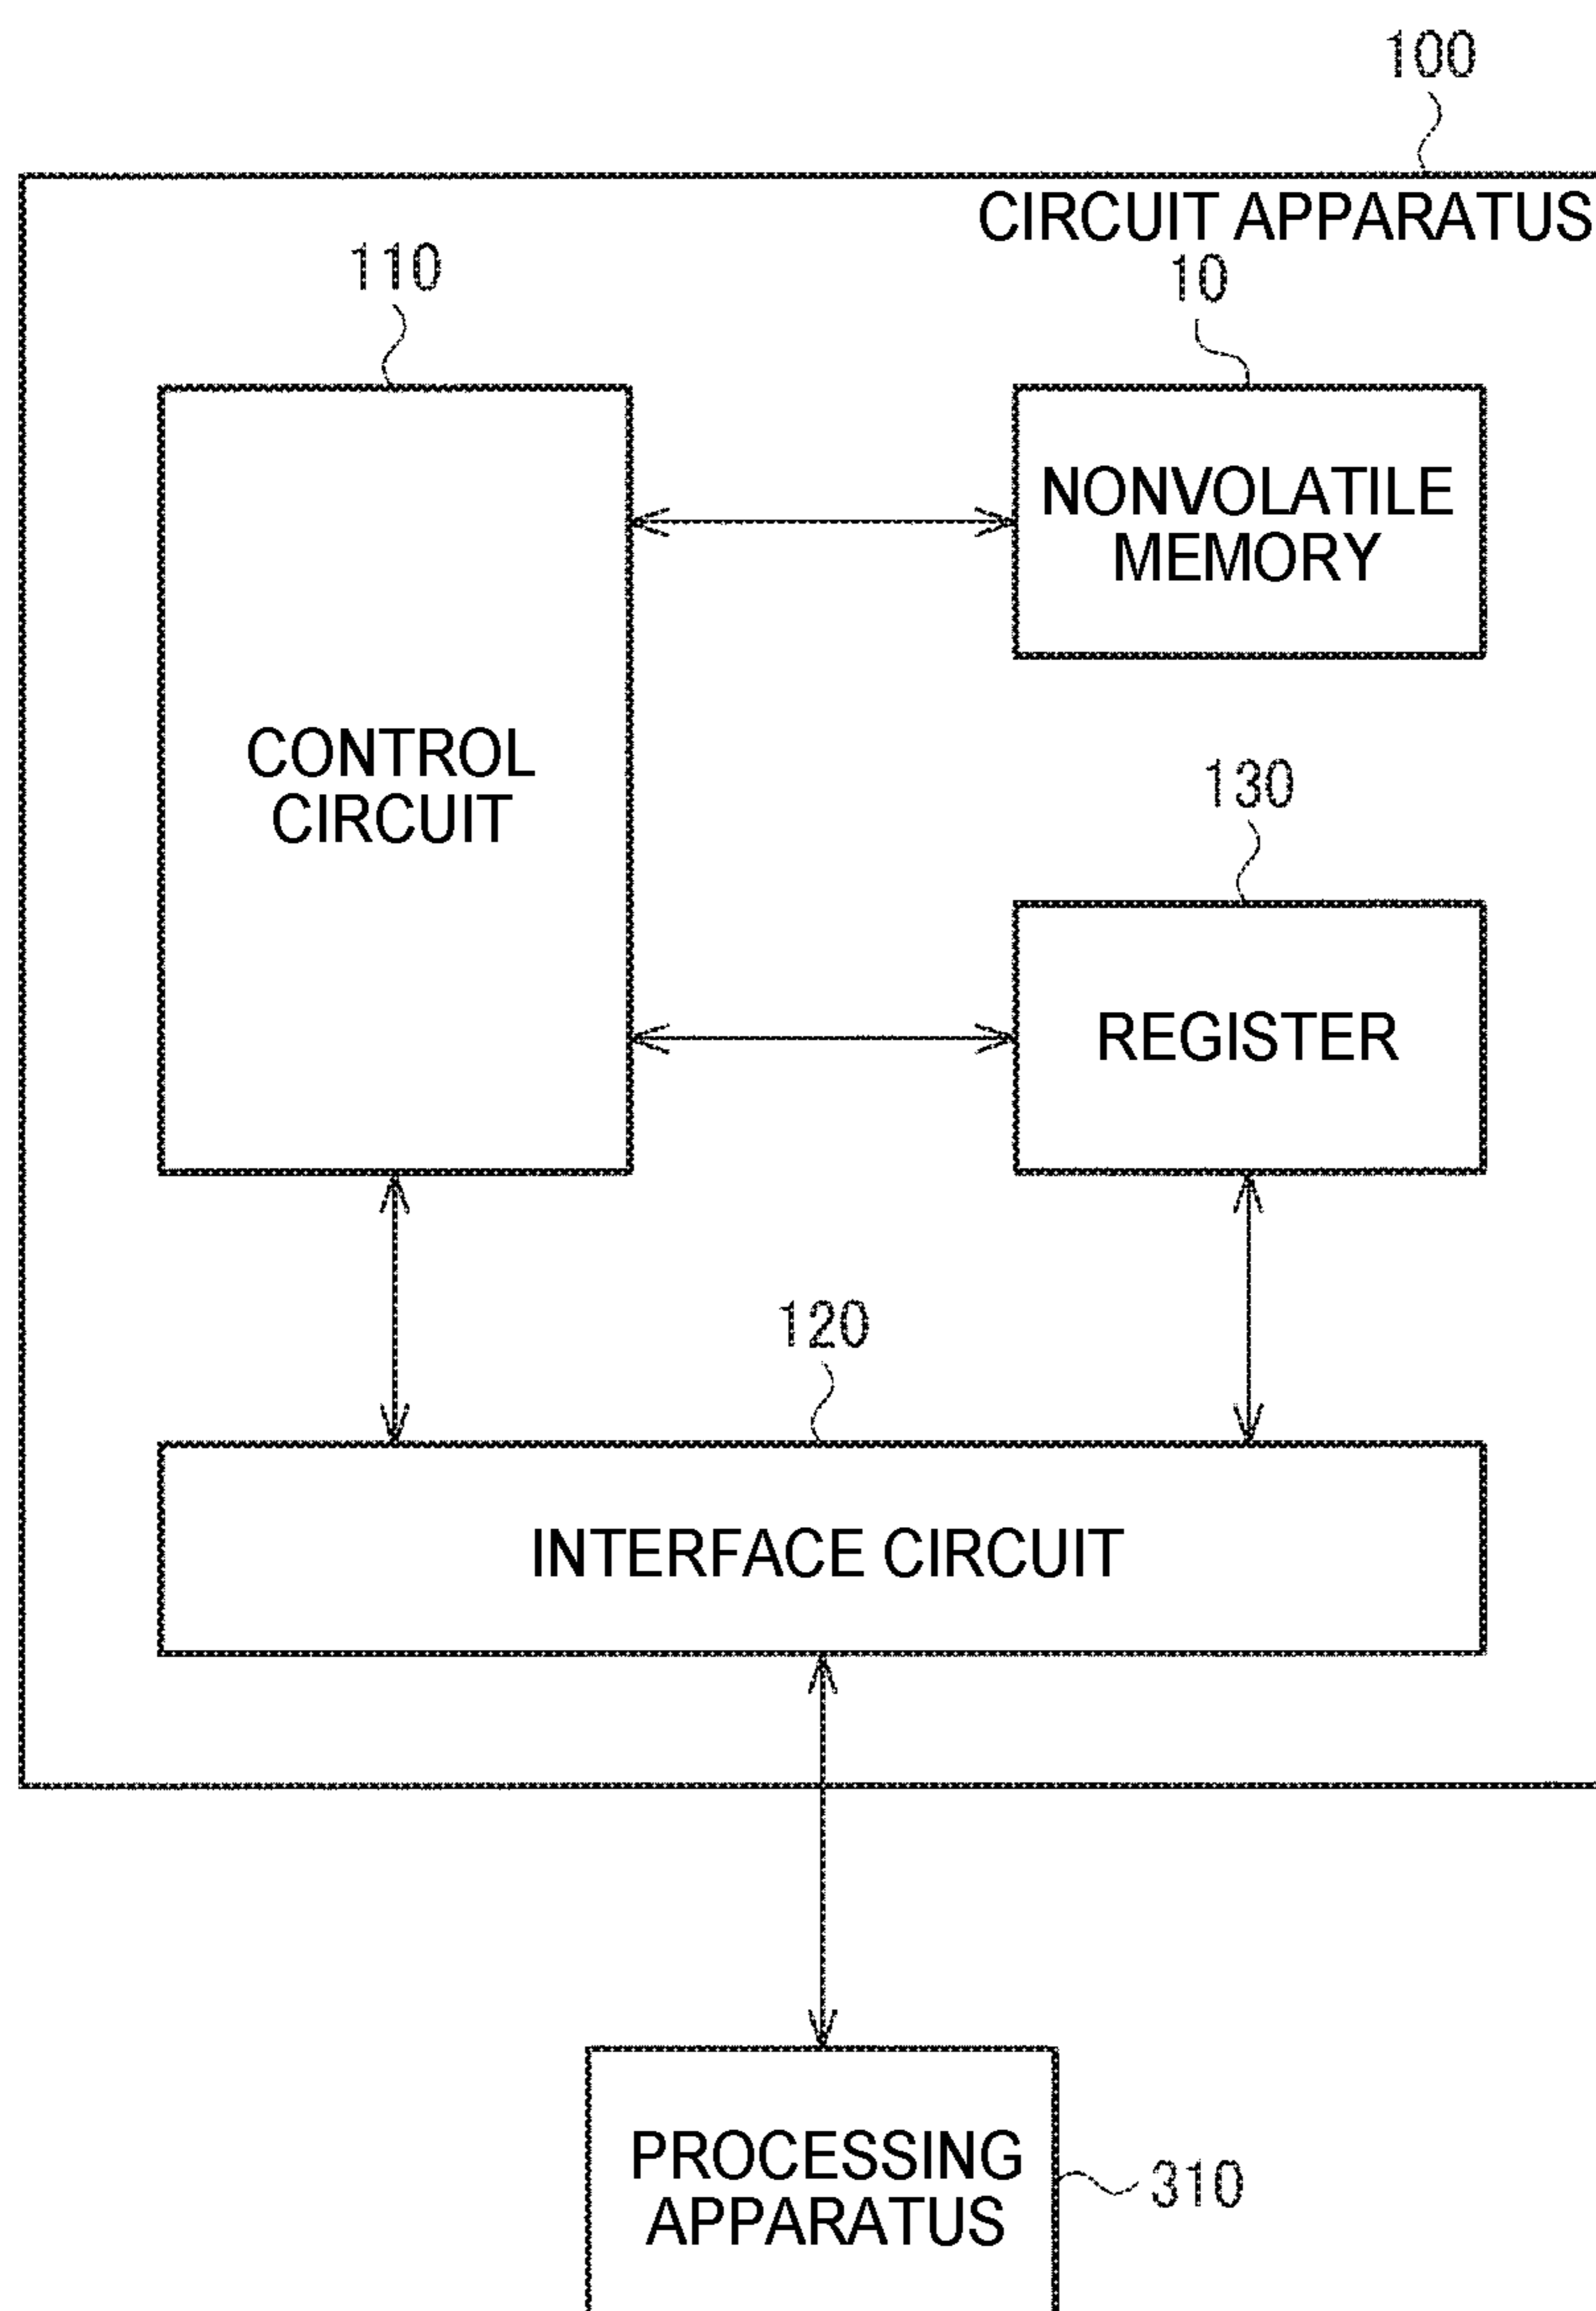 100
CIRCUIT APPARATUS
110
10
NONVOLATILE
MEMORY
CONTROL
CIRCUIT
130
REGISTER
120
INTERFACE CIRCUIT
PROCESSING
APPARATUS
310